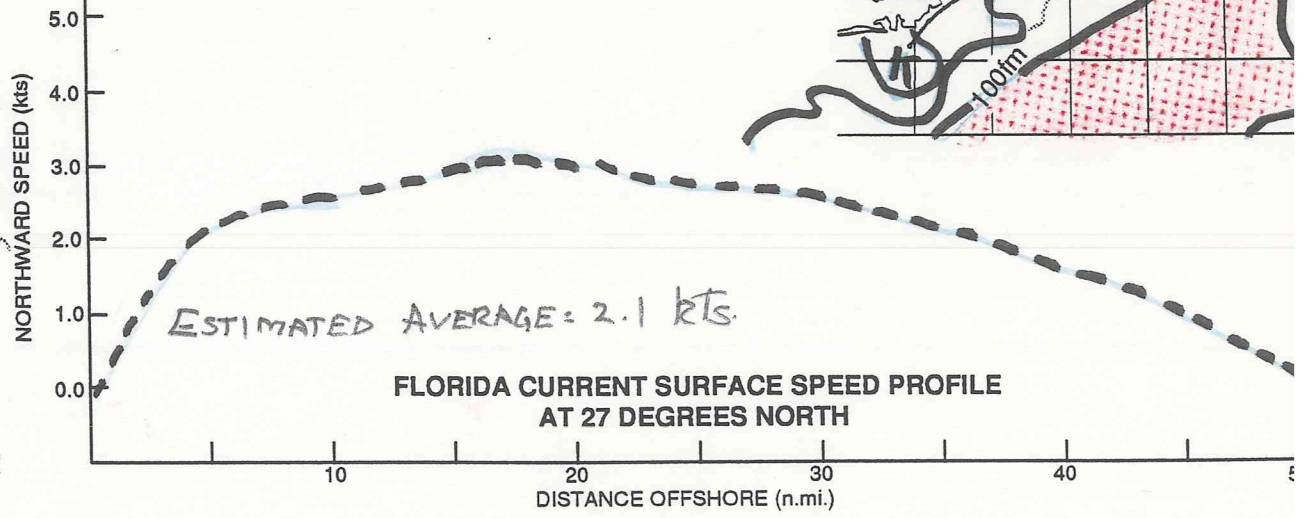 5.0
4.0
3.0
2.0
1.0
0.0
NORTHWARD SPEED (kts)
100fm
ESTIMATED AVERAGE: 2.1 kTs.
FLORIDA CURRENT SURFACE SPEED PROFILE
AT 27 DEGREES NORTH
10 20 30 40 5
DISTANCE OFFSHORE (n.mi.)